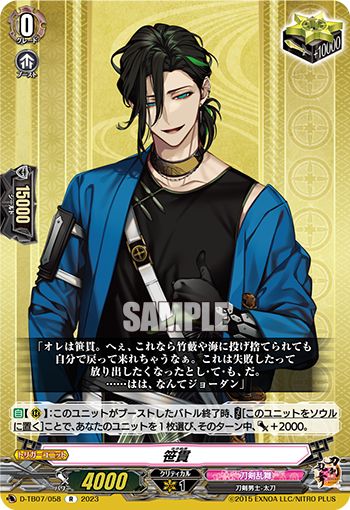 0
グレード
ブースト
+10000
15000
シールド
SAMPLE
「オレは笹貫。へぇ、これなら竹藪や海に投げ捨てられても
自分で戻って来れちゃうなぁ。これは失敗したって
放り出したくなったとし・て・も、だ。
……はは、なんてジョーダン」
自【R】:このユニットがブーストしたバトル終了時、[このユニットをソウル
に置く]ことで、あなたのユニットを1枚選び、そのターン中、+2000。
トリガーユニット
笹貫
パワー
4000
クリティカル
1
刀剣乱舞
刀剣男士・太刀
D-TB07/058 R 2023
©2015 EXNOA LLC/NITRO PLUS